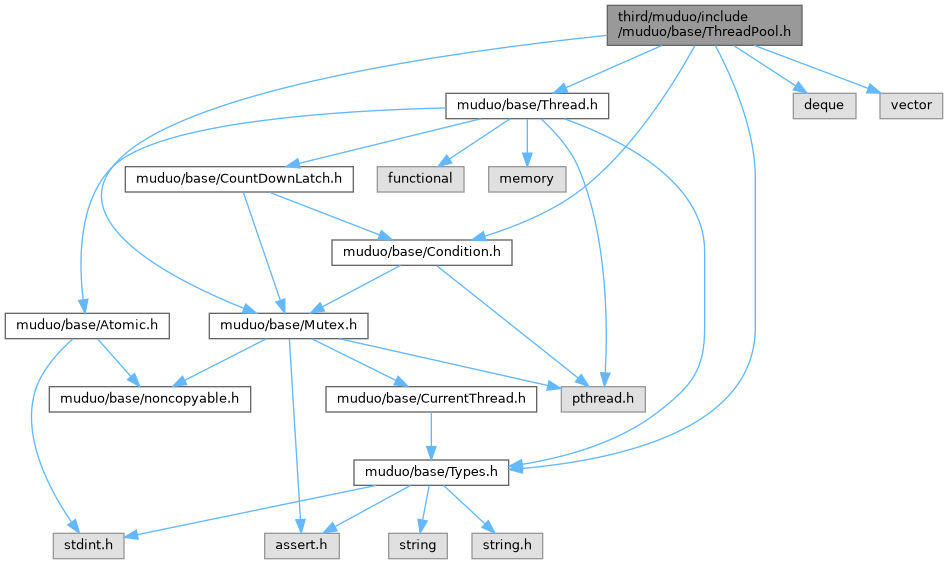 third/muduo/include
/muduo/base/ThreadPool.h
muduo/base/Thread.h
deque
vector
muduo/base/CountDownLatch.h
functional
memory
muduo/base/Condition.h
muduo/base/Atomic.h
muduo/base/Mutex.h
muduo/base/noncopyable.h
muduo/base/CurrentThread.h
pthread.h
muduo/base/Types.h
stdint.h
assert.h
string
string.h